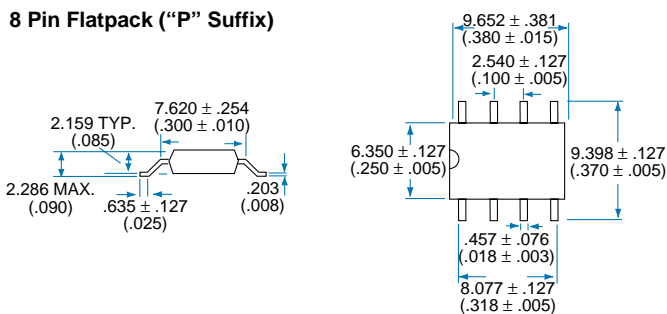 8 Pin Flatpack (“P” Suffix)
7.620 ± .254
(.300 ± .010)
2.159 TYP.
(.085)
2.286 MAX.
(.090)
.635 ± .127
(.025)
.203
(.008)
9.652 ± .381
(.380 ± .015)
2.540 ± .127
(.100 ± .005)
6.350 ± .127
(.250 ± .005)
9.398 ± .127
(.370 ± .005)
.457 ± .076
(.018 ± .003)
8.077 ± .127
(.318 ± .005)